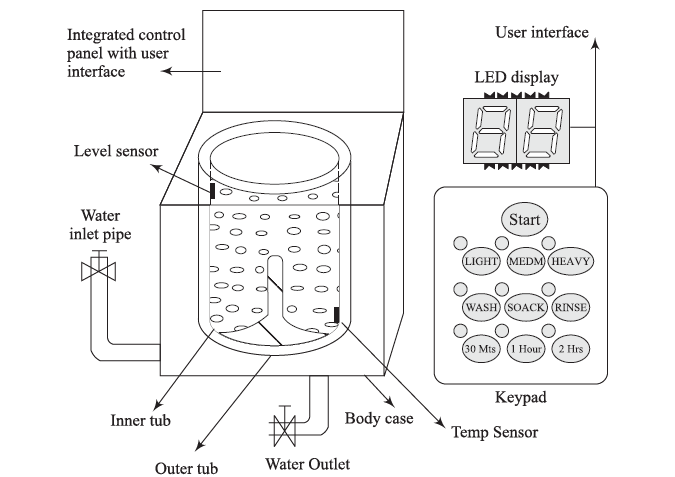 Integrated control
panel with user
interface
User interface
LED display
88
Level sensor
Water
inlet pipe
Start
LIGHT MEDM HEAVY
WASH SOACK RINSE
30 Mts 1 Hour 2 Hrs
Keypad
Inner tub
Body case
Temp Sensor
Outer tub
Water Outlet